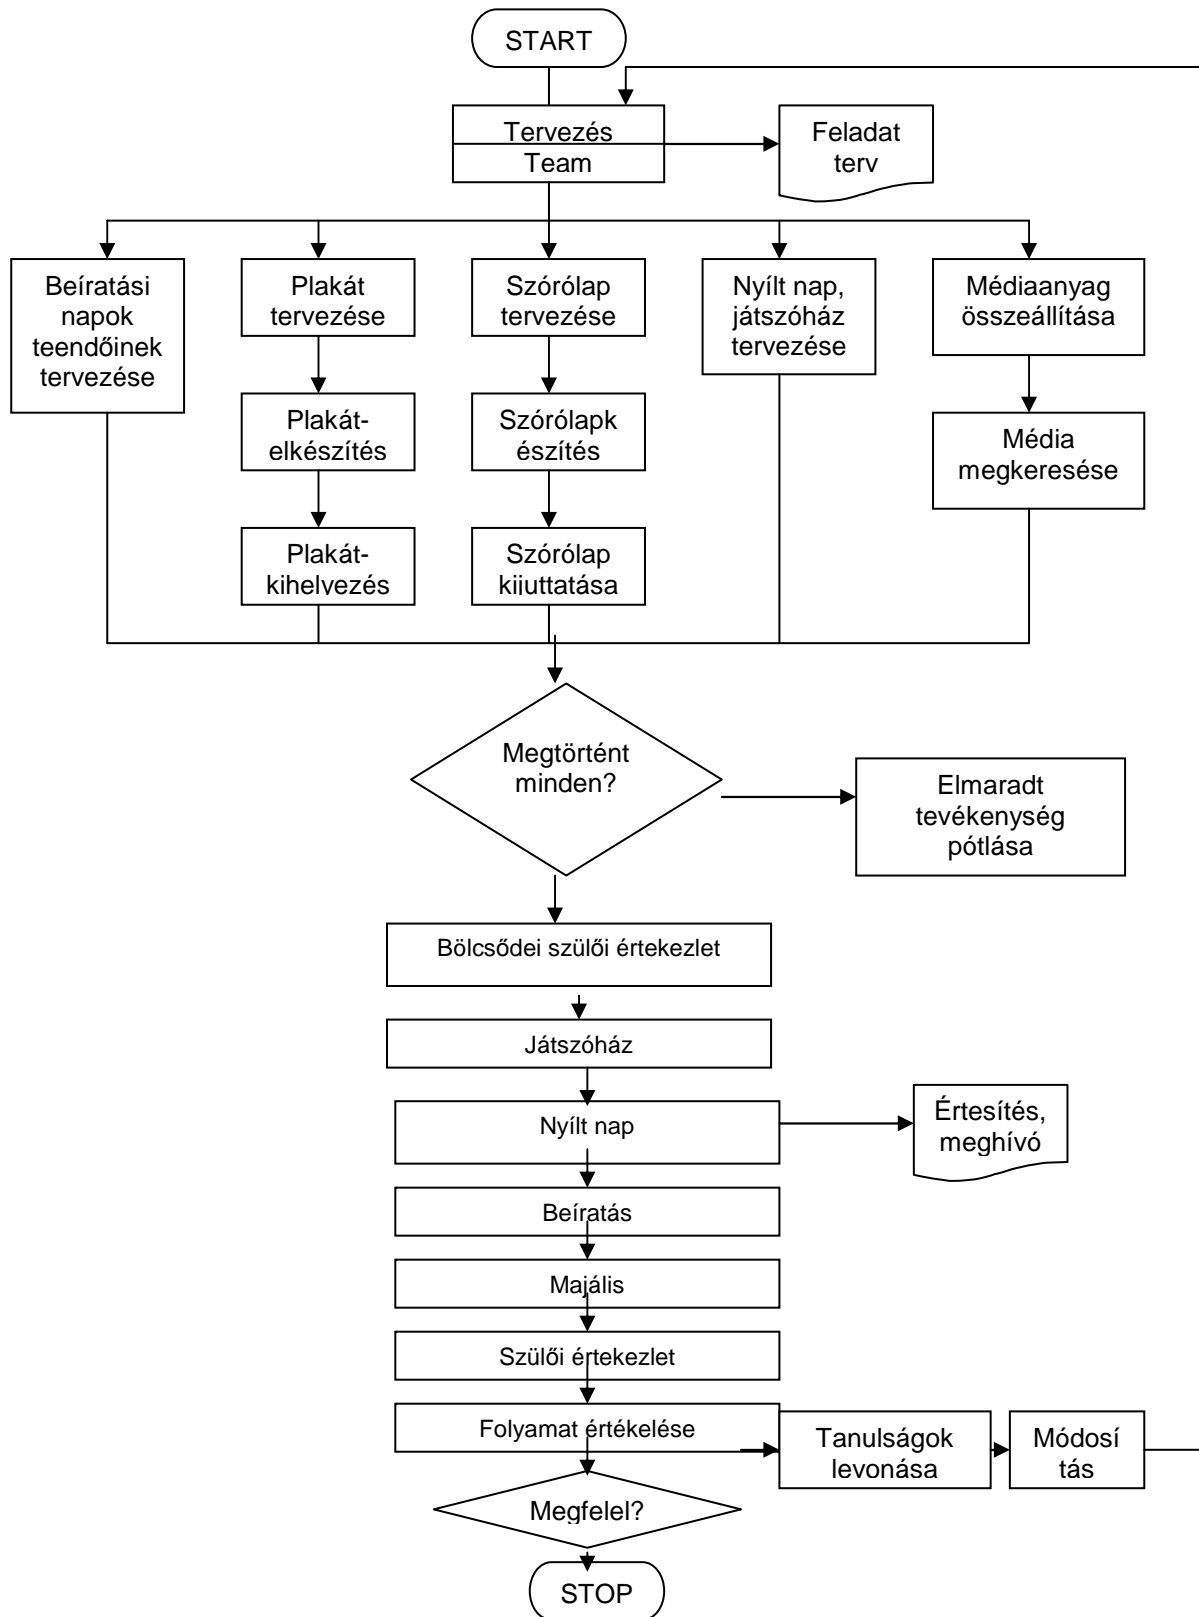 START
Tervezés
Team
Feladat
terv
Beíratási
napok
teendőinek
tervezése
Plakát
tervezése
Szórólap
tervezése
Nyílt nap,
játszóház
tervezése
Médiaanyag
összeállítása
Plakát-
elkészítés
Szórólapk
észítés
Média
megkeresése
Plakát-
kihelyezés
Szórólap
kijuttatása
Megtörtént
minden?
Elmaradt
tevékenység
pótlása
Bölcsődei szülői értekezlet
Játszóház
Nyílt nap
Értesítés,
meghívó
Beíratás
Majális
Szülői értekezlet
Folyamat értékelése
Tanulságok
levonása
Módosí
tás
Megfelel?
STOP